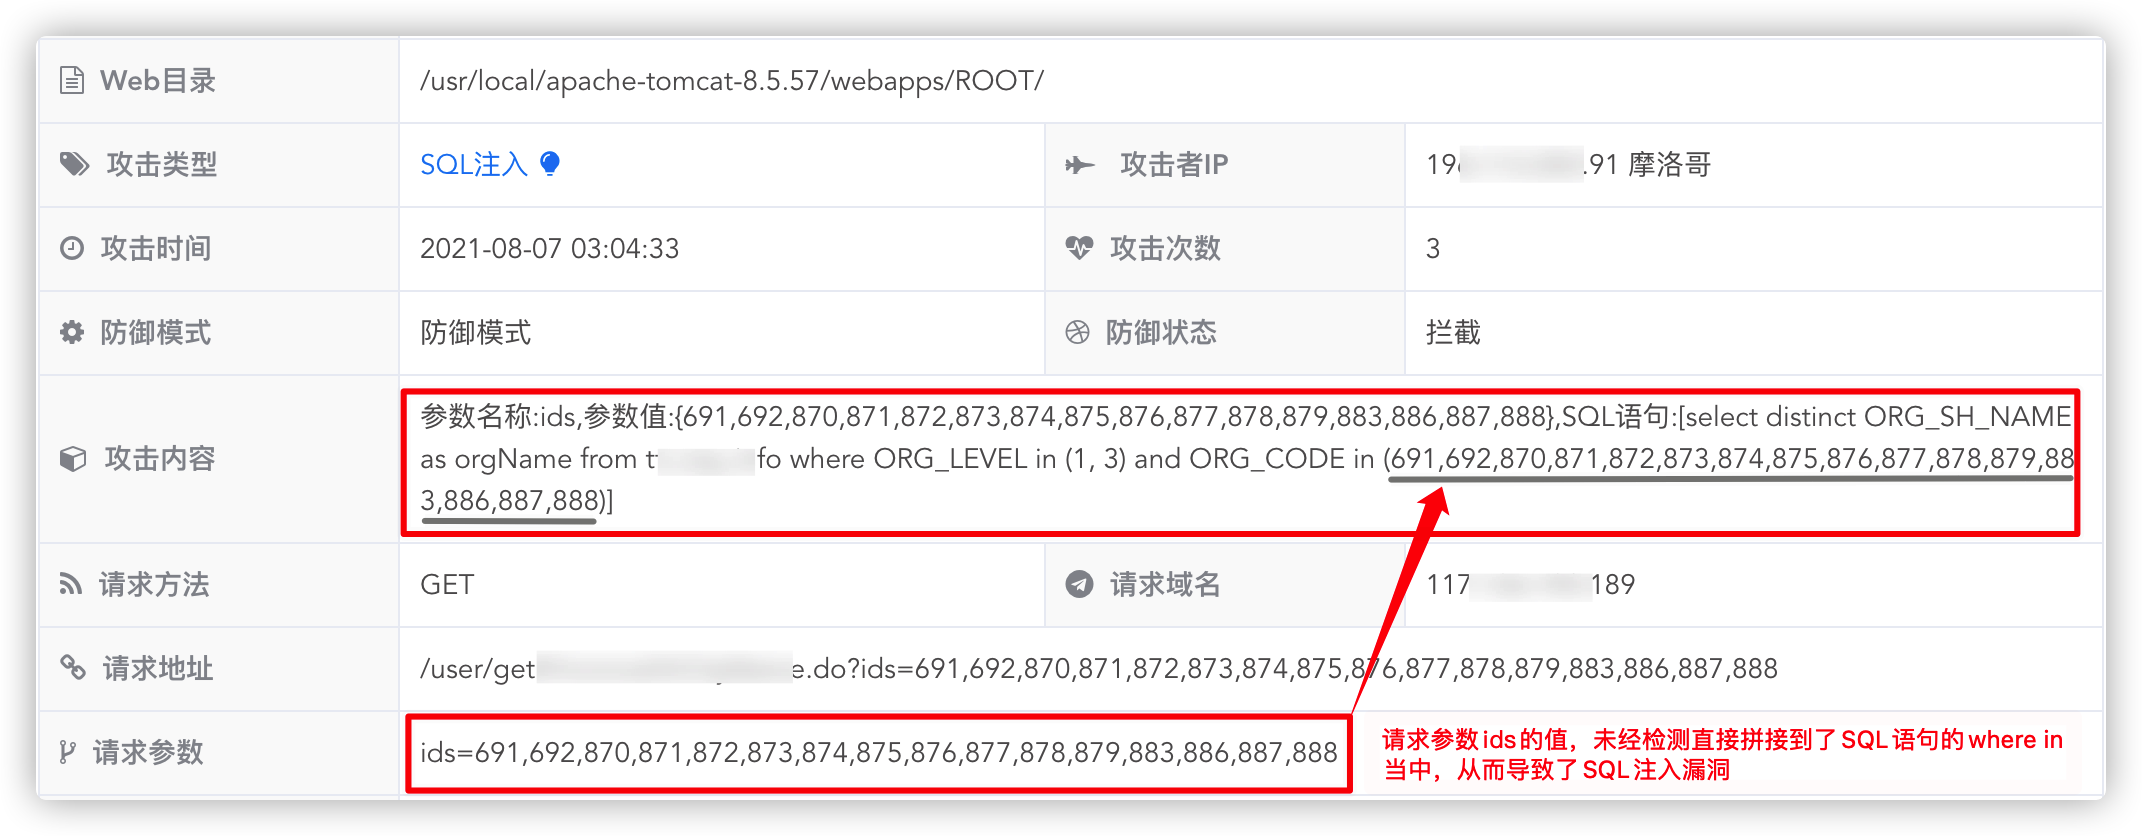 Web目录 /usr/local/apache-tomcat-8.5.57/webapps/ROOT/
攻击类型 SQL注入 攻击者IP 19 .91 摩洛哥
攻击时间 2021-08-07 03:04:33 攻击次数 3
防御模式 防御模式 防御状态 拦截
参数名称:ids,参数值:{691,692,870,871,872,873,874,875,876,877,878,879,883,886,887,888},SQL语句:[select distinct ORG_SH_NAME
攻击内容 as orgName from t fo where ORG_LEVEL in (1, 3) and ORG_CODE in (691,692,870,871,872,873,874,875,876,877,878,879,88
3,886,887,888)]
请求方法 GET 请求域名 117 189
请求地址 /user/get e.do?ids=691,692,870,871,872,873,874,875,876,877,878,879,883,886,887,888
请求参数 ids=691,692,870,871,872,873,874,875,876,877,878,879,883,886,887,888
请求参数ids的值，未经检测直接拼接到了SQL语句的where in
当中，从而导致了SQL注入漏洞